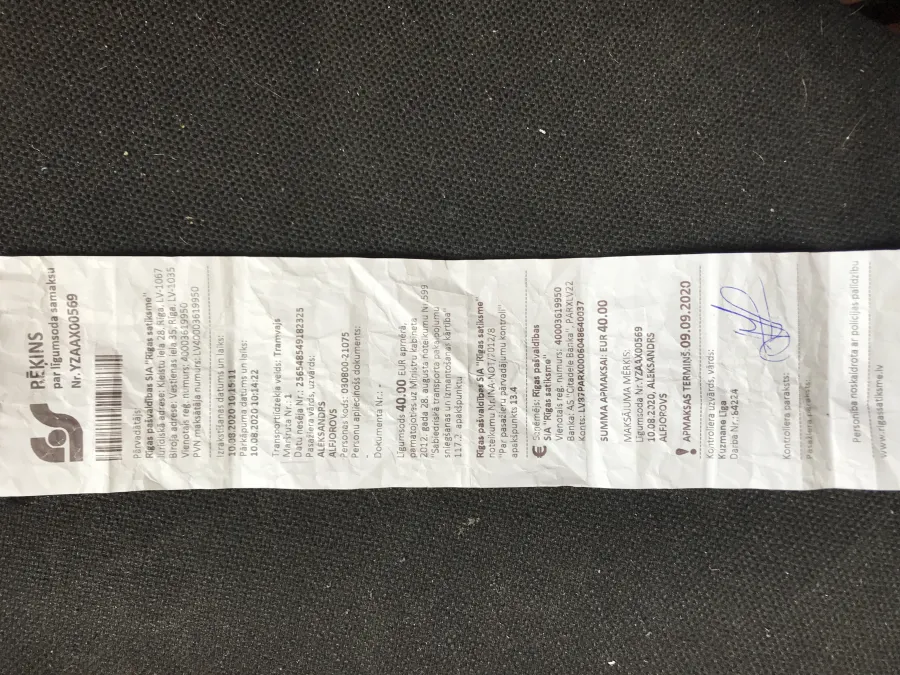 RĒĶINS
par līgumsoda samaksu
Nr. YZAAAX00569
Pārvadātājs:
Rīgas pašvaldības SIA "Rīgas satiksme"
Juridiskā adrese: Kleistu iela 28, Rīga, LV-1067
Biroja adrese: Vestienas iela 35, Rīga, LV-1035
Vienotais reģ. numurs: 40003619950
PVN maksātāja numurs: LV40003619950
Izrakstīšanas datums un laiks:
10.08.2020 10:15:11
Pārkāpuma datums un laiks:
10.08.2020 10:14:22
Transportlīdzekļa veids: Tramvajs
Maršruta Nr.: 1
Datu nesēja Nr.: 25654854918232​5
Pasažiera vārds, uzvārds:
ALEKSANDRS
ALFJOROVS
Personas kods: 030800-21075
Personu apliecinošs dokuments:
-
Dokumenta Nr.: -
Līgumsods 40.00 EUR apmērā,
pamatojoties uz Ministru kabineta
2012. gada 28. augusta noteikumu Nr.599
"Sabiedriskā transporta pakalpojumu
sniegšanas un izmantošanas kārtība"
117.2. apakšpunktu
Rīgas pašvaldības SIA "Rīgas satiksme"
"Par pasažieru pārvadājumu kontroli"
apakšpunkts 13.4
€ Saņēmējs: Rīgas pašvaldības
SIA "Rīgas satiksme"
Vienotais reģ. numurs: 40003619950
Banka: AS "Citadele Banka", PARXLV22
Konts: LV97PARX0006048640037
SUMMA APMAKSAI EUR 40.00
MAKSĀJUMA MĒRĶIS:
Līgumsoda Nr. YZAAAX00569
10.08.2020, ALEKSANDRS
ALFJOROVS
! APMAKSAS TERMIŅŠ 09.09.2020
Kontroliera uzvārds, vārds:
Kuzmane Līga
Darba Nr.: 64224
Kontroliera paraksts:
Pasažiera paraksts:
Personība noskaidrota ar policijas palīdzību
www.rigassatiksme.lv